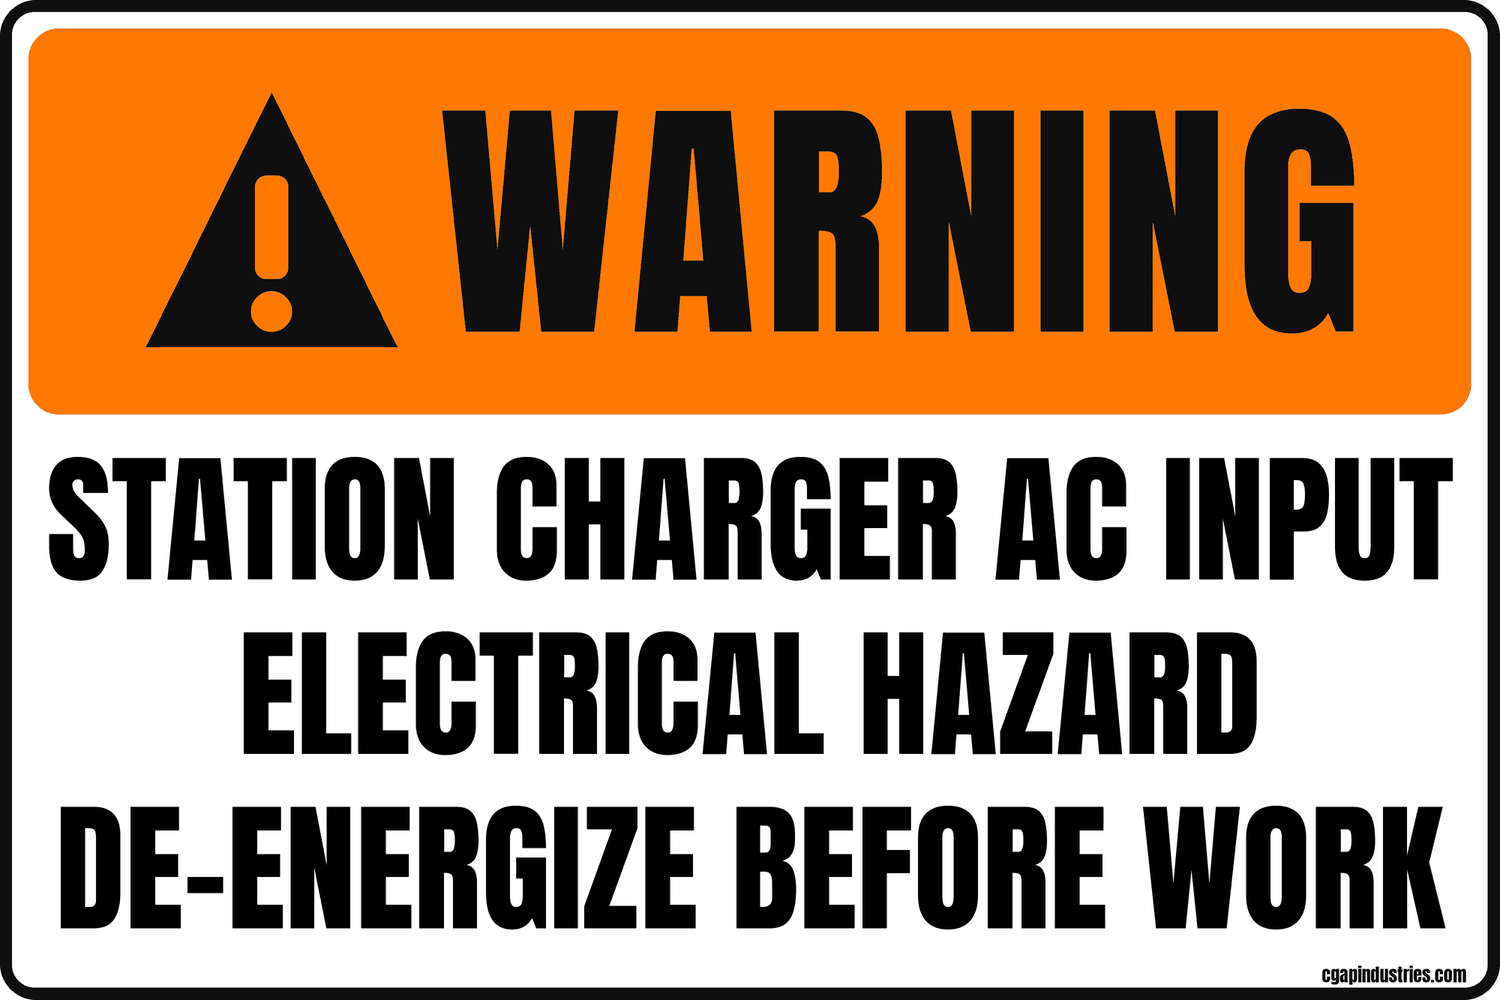 WARNING
STATION CHARGER AC INPUT
ELECTRICAL HAZARD
DE-ENERGIZE BEFORE WORK
cgapindustries.com